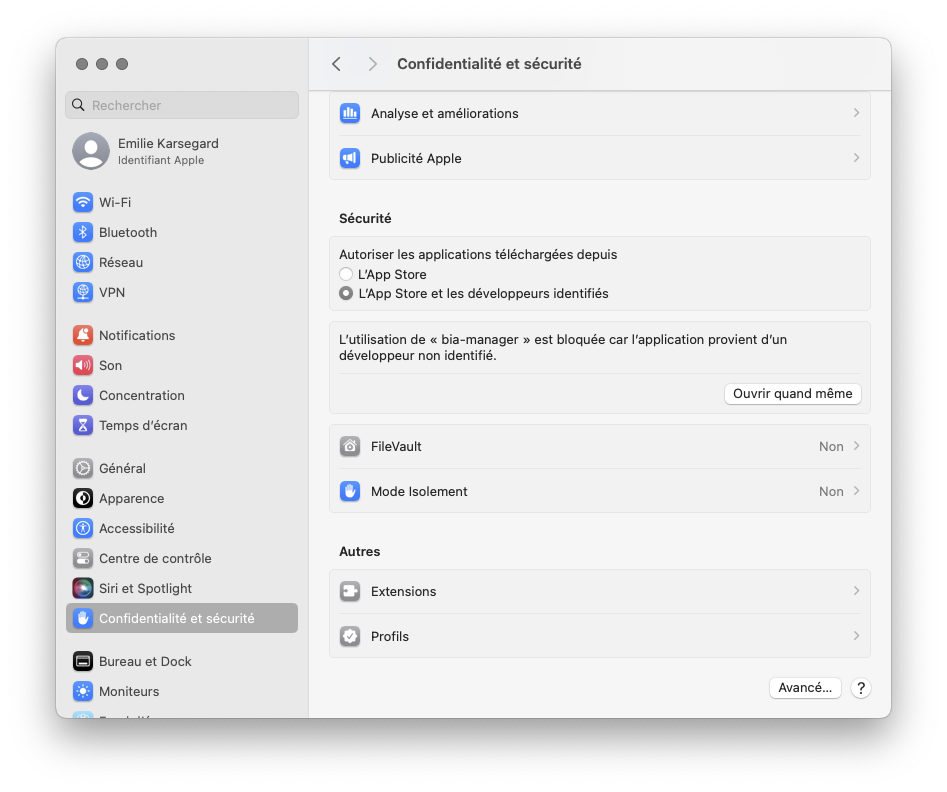 Rechercher
Emilie Karsegard
Identifiant Apple
Wi-Fi
Bluetooth
Réseau
VPN
Notifications
Son
Concentration
Temps d’écran
Général
Apparence
Accessibilité
Centre de contrôle
Siri et Spotlight
Confidentialité et sécurité
Bureau et Dock
Moniteurs
Confidentialité et sécurité
Analyse et améliorations
Publicité Apple
Sécurité
Autoriser les applications téléchargées depuis
L’App Store
L’App Store et les développeurs identifiés
L’utilisation de « bia-manager » est bloquée car l’application provient d’un
développeur non identifié.
Ouvrir quand même
FileVault Non
Mode Isolement Non
Autres
Extensions
Profils
Avancé... ?